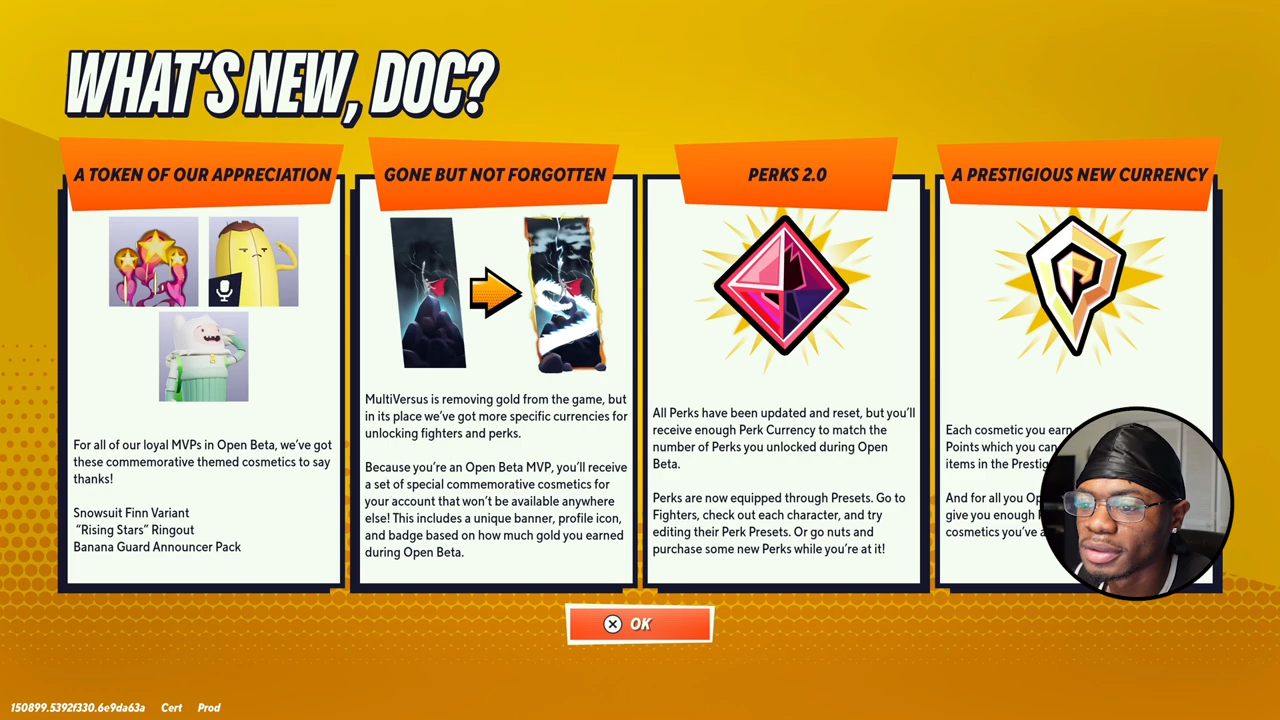 WHAT'S NEW, DOC?
A TOKEN OF OUR APPRECIATION
For all of our loyal MVPs in Open Beta, we've got
these commemorative themed cosmetics to say
thanks!
Snowsuit Finn Variant
"Rising Stars" Ringout
Banana Guard Announcer Pack
GONE BUT NOT FORGOTTEN
MultiVersus is removing gold from the game, but
in its place we've got more specific currencies for
unlocking fighters and perks.
Because you're an Open Beta MVP, you'll receive
a set of special commemorative cosmetics for
your account that won't be available anywhere
else! This includes a unique banner, profile icon,
and badge based on how much gold you earned
during Open Beta.
PERKS 2.0
All Perks have been updated and reset, but you'll
receive enough Perk Currency to match the
number of Perks you unlocked during Open
Beta.
Perks are now equipped through Presets. Go to
Fighters, check out each character, and try
editing their Perk Presets. Or go nuts and
purchase some new Perks while you're at it!
A PRESTIGIOUS NEW CURRENCY
Each cosmetic you earn
Points which you can
items in the
And for all you
give you enough
cosmetics you've
OK
150899.5392f330.6e9da63a Cert Prod